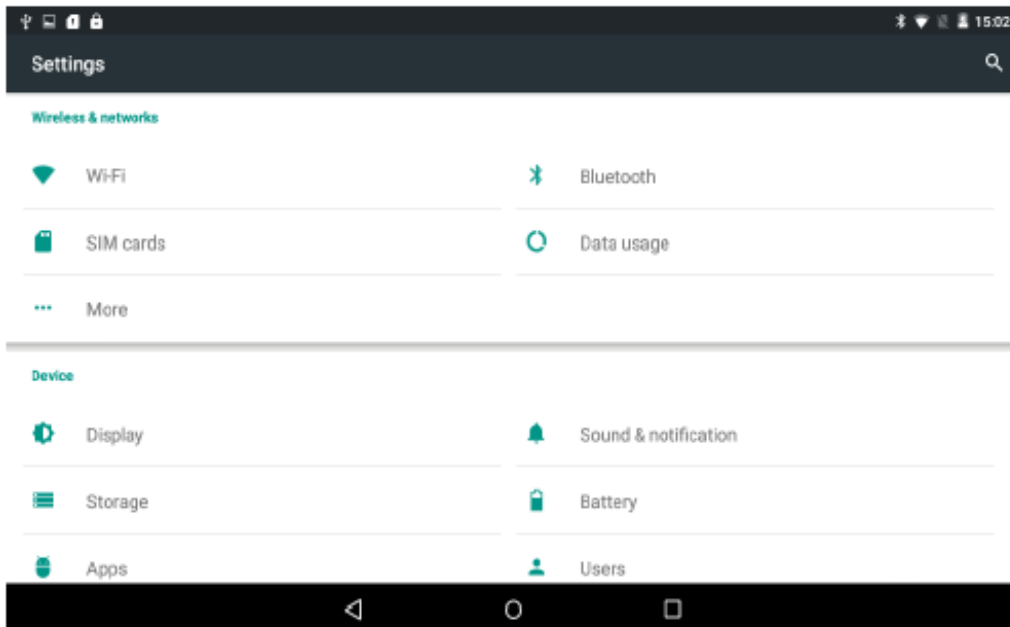 15:02
Settings
Wireless & networks
Wi-Fi
Bluetooth
SIM cards
Data usage
More
Device
Display
Sound & notification
Storage
Battery
Apps
Users